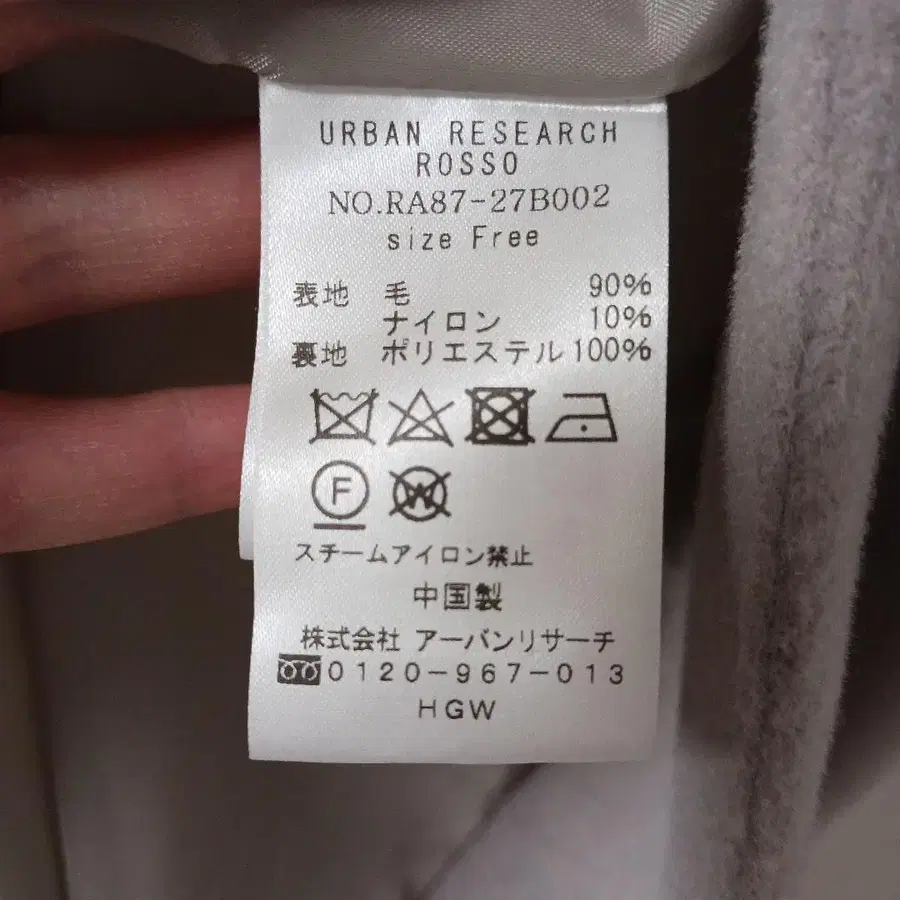 URBAN RESEARCH
ROSSO
NO.RA87-27B002
size Free
表地 毛 90%
ナイロン 10%
裏地 ポリエステル 100%
F W
スチームアイロン禁止
中国製
株式会社 アーバンリサーチ
0120-967-013
HGW